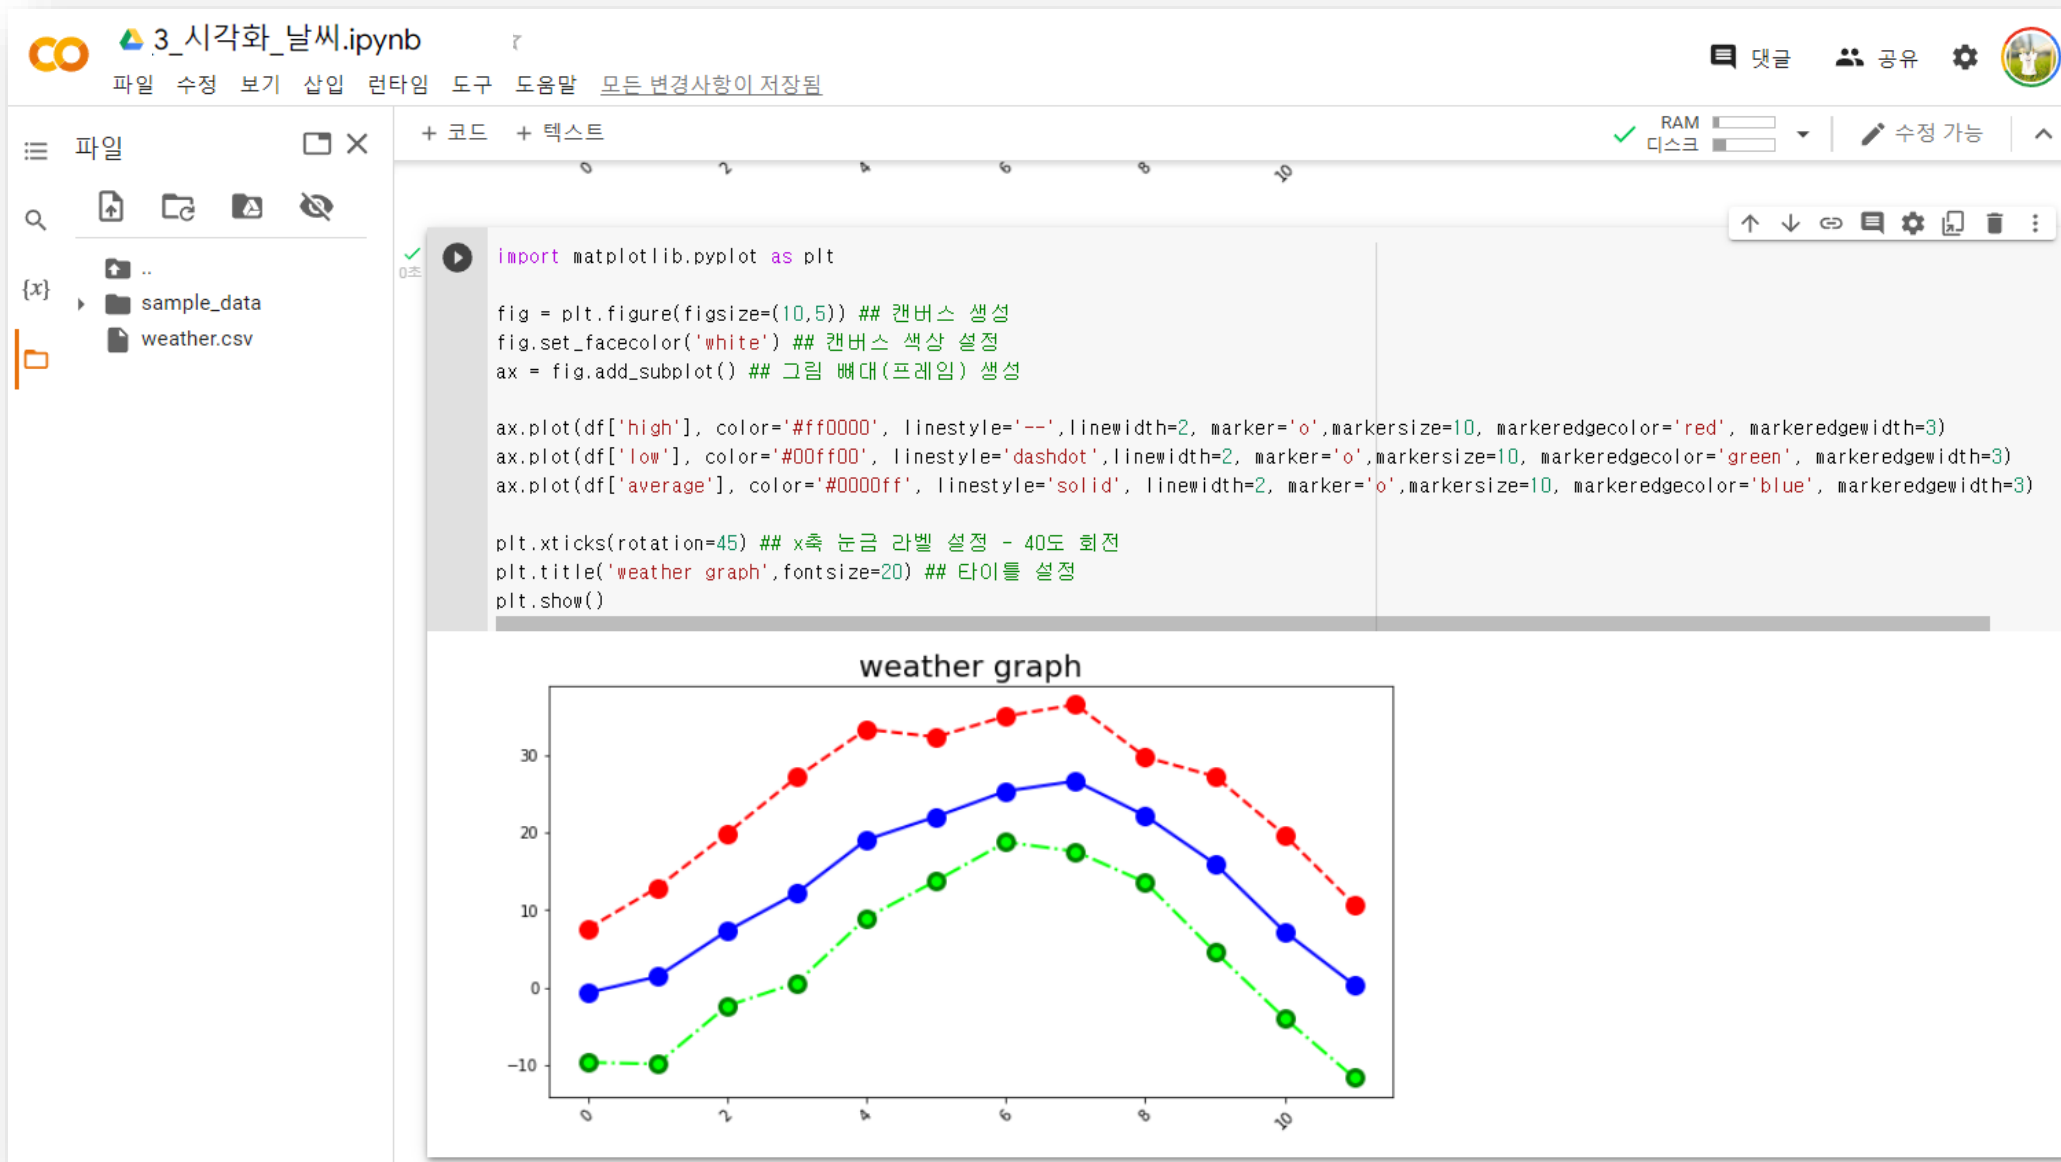 3_시각화_날씨.ipynb
파일 수정 보기 삽입 런타임 도구 도움말 모든 변경사항이 저장됨
댓글 공유
파일
+ 코드 + 텍스트
RAM
디스크
수정 가능
0 2 4 6 8 10
..
sample_data
weather.csv
{x}
0초
import matplotlib.pyplot as plt
fig = plt.figure(figsize=(10,5)) ## 캔버스 생성
fig.set_facecolor('white') ## 캔버스 색상 설정
ax = fig.add_subplot() ## 그림 뼈대(프레임) 생성
ax.plot(df['high'], color='#ff0000', linestyle='--',linewidth=2, marker='o',markersize=10, markeredgecolor='red', markeredgewidth=3)
ax.plot(df['low'], color='#00ff00', linestyle='dashdot',linewidth=2, marker='o',markersize=10, markeredgecolor='green', markeredgewidth=3)
ax.plot(df['average'], color='#0000ff', linestyle='solid', linewidth=2, marker='o',markersize=10, markeredgecolor='blue', markeredgewidth=3)
plt.xticks(rotation=45) ## x축 눈금 라벨 설정 - 40도 회전
plt.title('weather graph',fontsize=20) ## 타이틀 설정
plt.show()
weather graph
30
20
10
0
−10
0 2 4 6 8 10